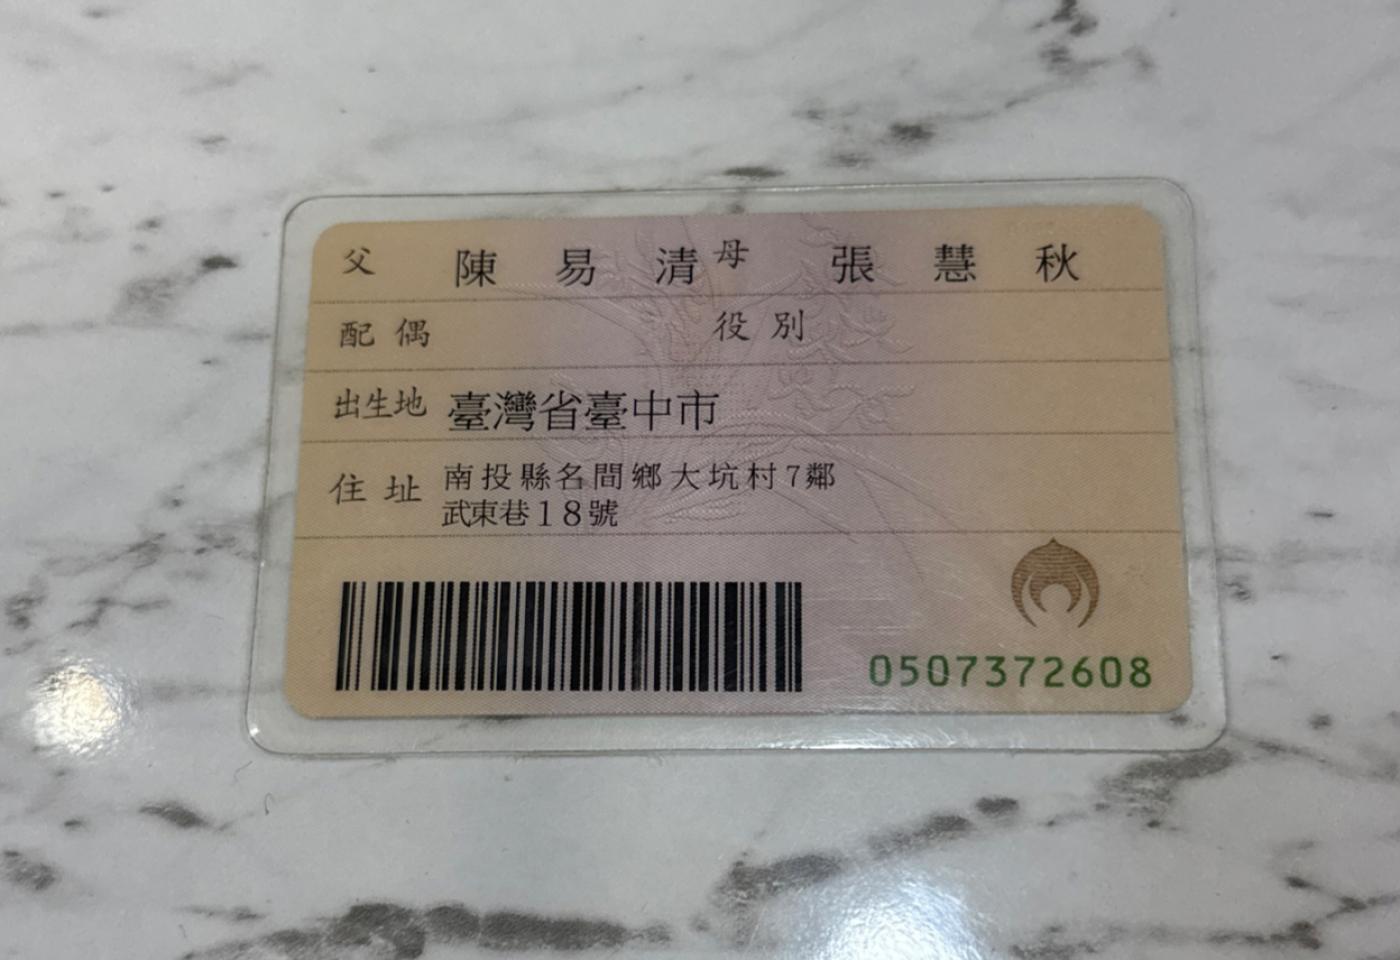 父 陳易清 母 張慧秋
配偶 役別
出生地 臺灣省臺中市
住址 南投縣名間鄉大坑村7鄰
武東巷18號
0507372608